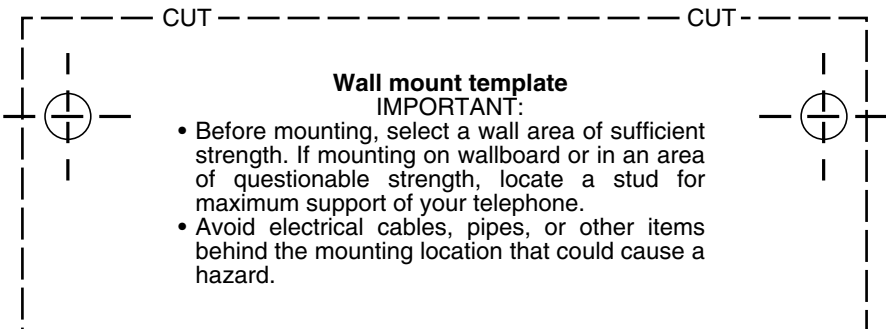 CUT CUT
Wall mount template
IMPORTANT:
• Before mounting, select a wall area of sufficient
strength. If mounting on wallboard or in an area
of questionable strength, locate a stud for
maximum support of your telephone.
• Avoid electrical cables, pipes, or other items
behind the mounting location that could cause a
hazard.